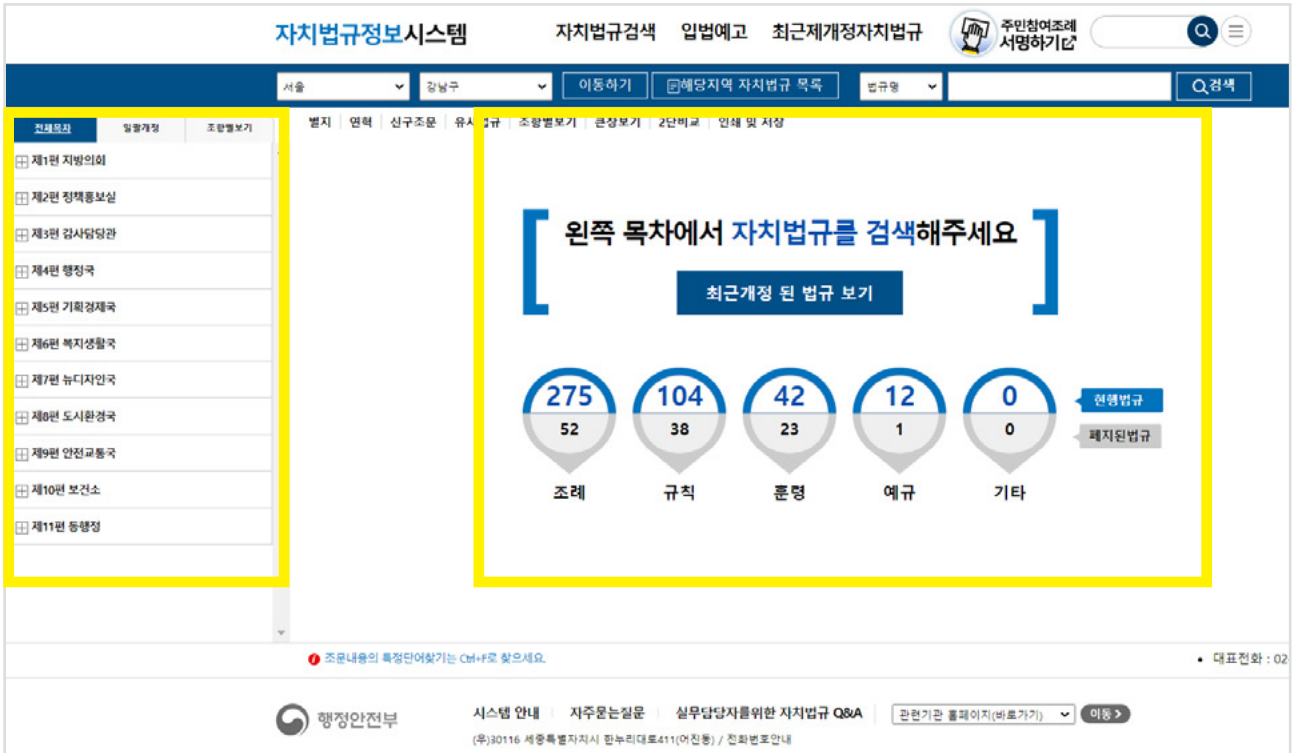 자치법규정보시스템 자치법규검색 입법예고 최근제개정자치법규 주민참여조례
서명하기
서울 강남구 이동하기 해당지역 자치법규 목록 법규명 검색
전체목차 일괄개정 조항별보기
별지 연혁 신구조문 유사법규 조항별보기 큰창보기 2단비교 인쇄 및 저장
제1편 지방의회
제2편 정책홍보실
제3편 감사담당관
제4편 행정국
제5편 기획경제국
제6편 복지생활국
제7편 뉴디자인국
제8편 도시환경국
제9편 안전교통국
제10편 보건소
제11편 동행정
왼쪽 목차에서 자치법규를 검색해주세요
최근개정 된 법규 보기
275 104 42 12 0 현행법규
52 38 23 1 0 폐지된법규
조례 규칙 훈령 예규 기타
조문내용의 특정단어찾기는 Ctrl+F로 찾으세요.
• 대표전화 : 02
행정안전부
시스템 안내 자주묻는질문 실무담당자를위한 자치법규 Q&A 관련기관 홈페이지(바로가기) 이동
(우)30116 세종특별자치시 한누리대로411(어진동) / 전화번호안내